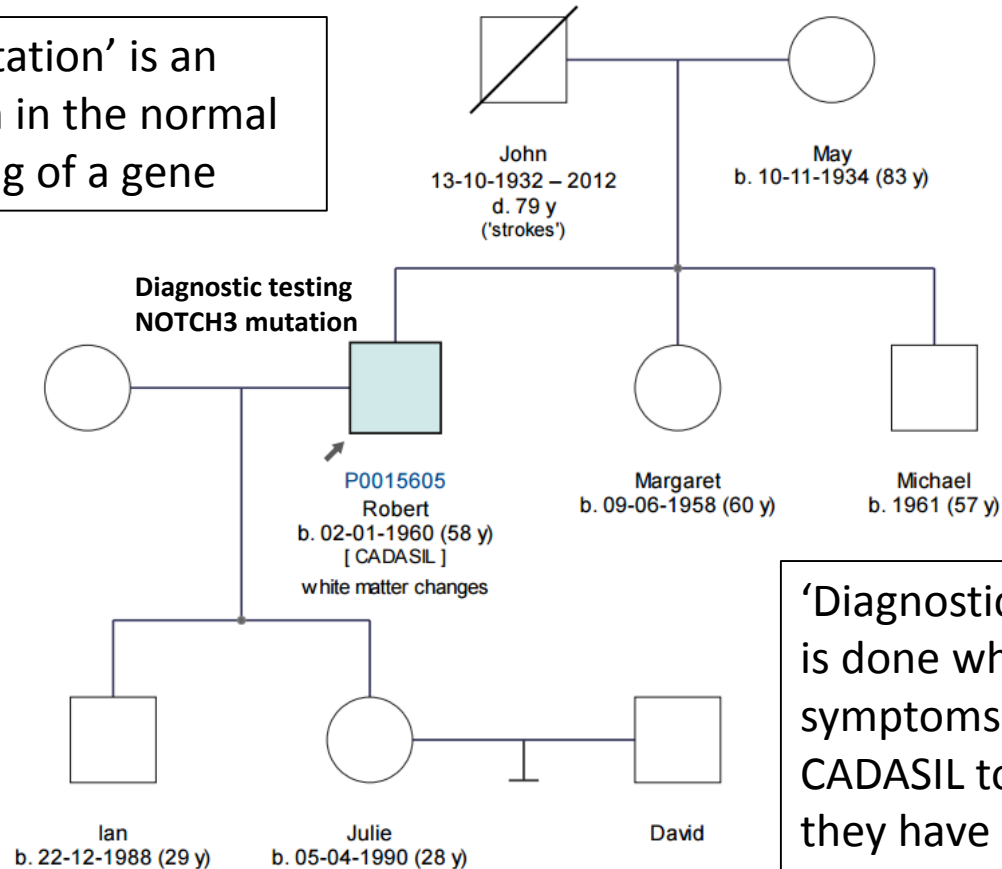 tation’ is an
in the normal
g of a gene
John
13-10-1932 – 2012
d. 79 y
('strokes')
May
b. 10-11-1934 (83 y)
Diagnostic testing
NOTCH3 mutation
P0015605
Robert
b. 02-01-1960 (58 y)
[ CADASIL ]
white matter changes
Margaret
b. 09-06-1958 (60 y)
Michael
b. 1961 (57 y)
‘Diagnostic
is done wh
symptoms
CADASIL to
they have
Ian
b. 22-12-1988 (29 y)
Julie
b. 05-04-1990 (28 y)
David